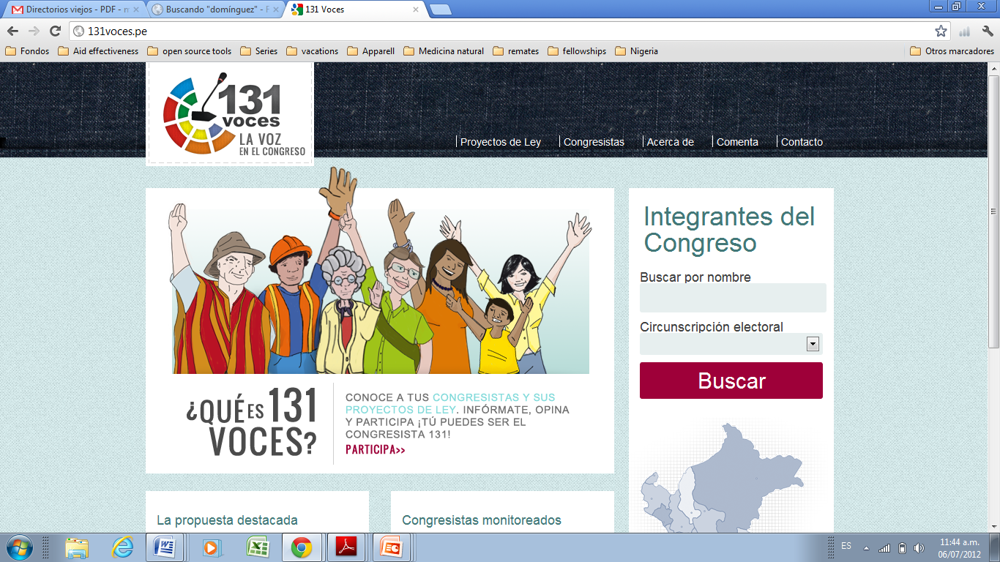 Directorios viejos - PDF - m
Buscando "domínguez" - F
131 Voces
131voces.pe
Fondos
Aid effectiveness
open source tools
Series
vacations
Apparell
Medicina natural
remates
fellowships
Nigeria
Otros marcadores
131
voces
LA VOZ
EN EL CONGRESO
Proyectos de Ley
Congresistas
Acerca de
Comenta
Contacto
Integrantes del
Congreso
Buscar por nombre
Circunscripción electoral
Buscar
¿QUÉ ES 131
VOCES?
CONOCE A TUS CONGRESISTAS Y SUS
PROYECTOS DE LEY. INFÓRMATE, OPINA
Y PARTICIPA ¡TÚ PUEDES SER EL
CONGRESISTA 131!
PARTICIPA>>
La propuesta destacada
Congresistas monitoreados
ES
11:44 a.m.
06/07/2012